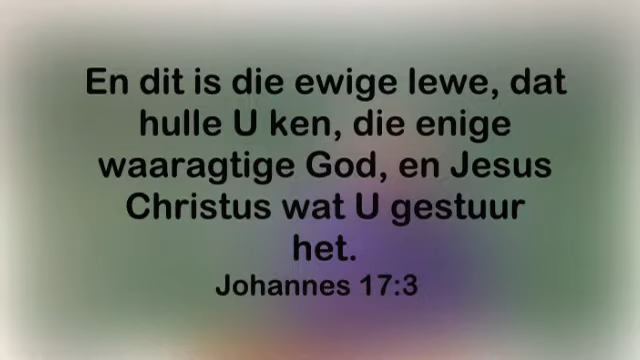 En dit is die ewige lewe, dat
hulle U ken, die enige
waaragtige God, en Jesus
Christus wat U gestuur
het.
Johannes 17:3